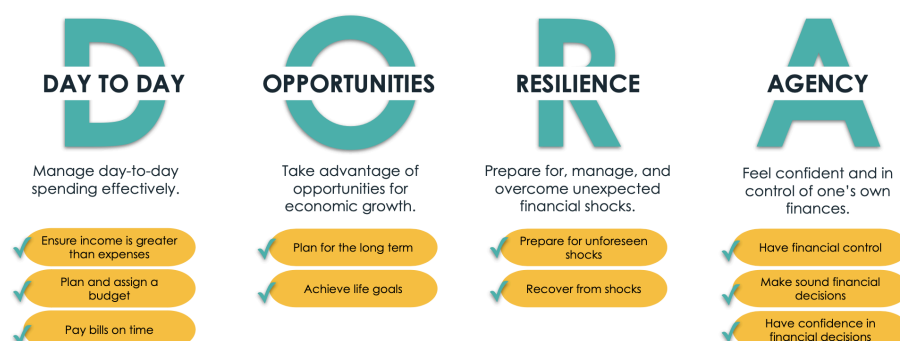 D
DAY TO DAY
Manage day-to-day
spending effectively.
Ensure income is greater
than expenses
Plan and assign a
budget
Pay bills on time
O
OPPORTUNITIES
Take advantage of
opportunities for
economic growth.
Plan for the long term
Achieve life goals
R
RESILIENCE
Prepare for, manage, and
overcome unexpected
financial shocks.
Prepare for unforeseen
shocks
Recover from shocks
A
AGENCY
Feel confident and in
control of one's own
finances.
Have financial control
Make sound financial
decisions
Have confidence in
financial decisions